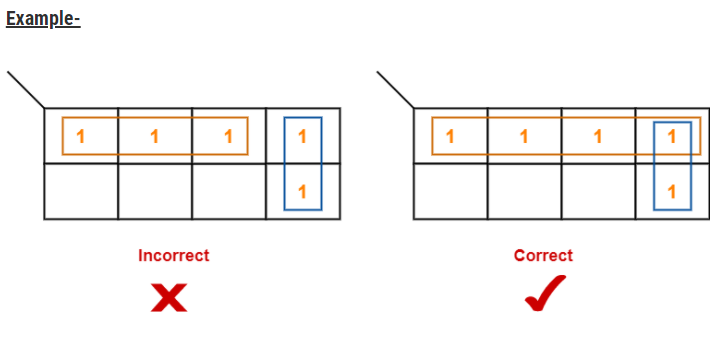 Example-
1 1 1 1 1 1 1 1
1 1
Incorrect Correct